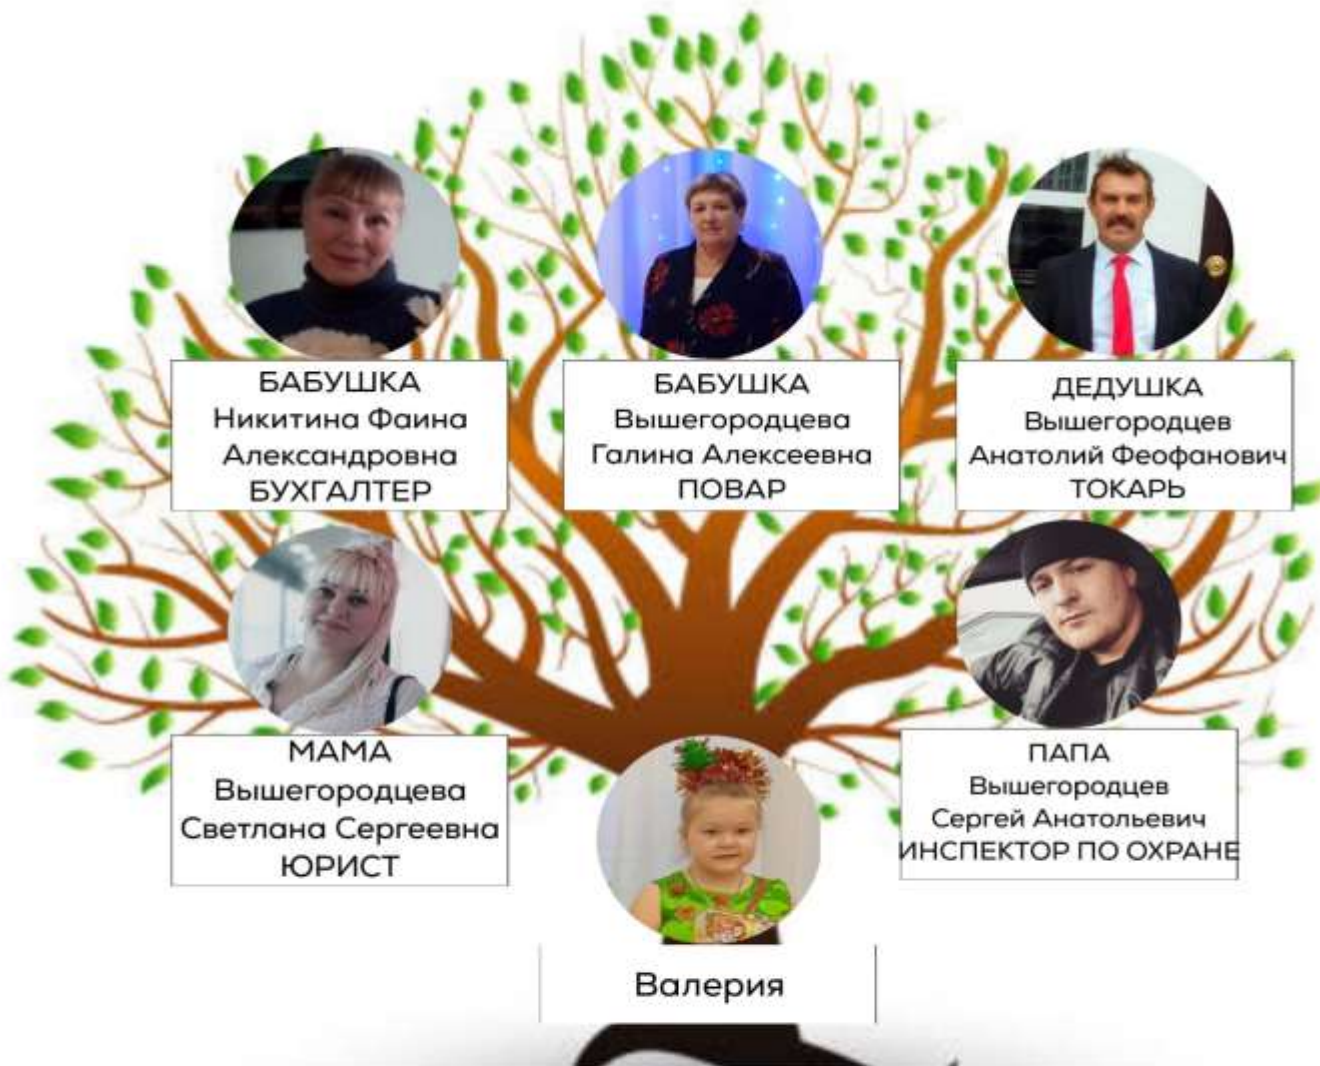 БАБУШКА
Никитина Фаина
Александровна
БУХГАЛТЕР
БАБУШКА
Вышегородцева
Галина Алексеевна
ПОВАР
ДЕДУШКА
Вышегородцев
Анатолий Феофанович
ТОКАРЬ
МАМА
Вышегородцева
Светлана Сергеевна
ЮРИСТ
ПАПА
Вышегородцев
Сергей Анатольевич
ИНСПЕКТОР ПО ОХРАНЕ
Валерия